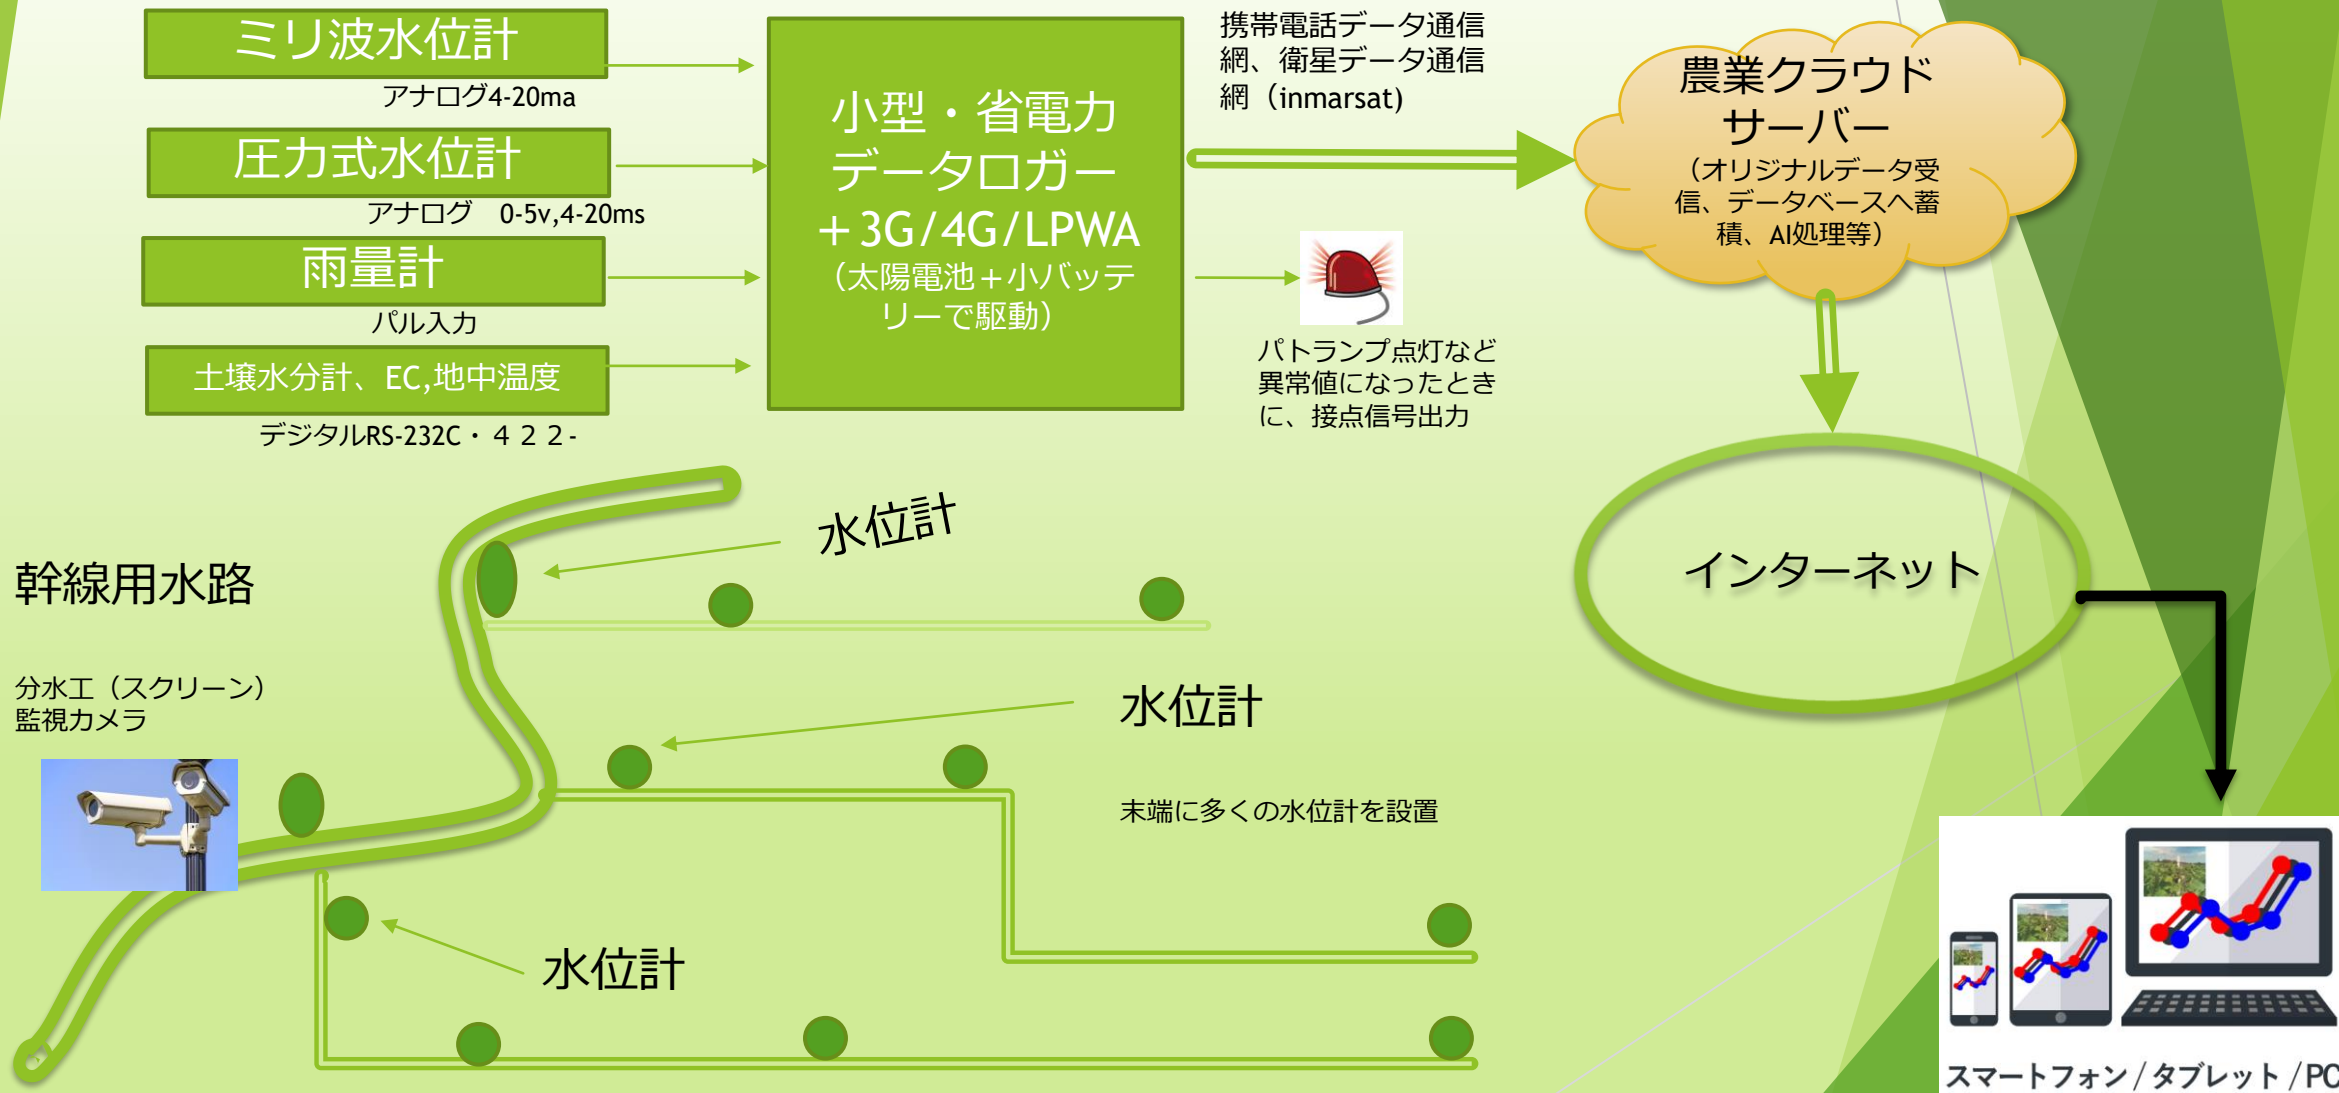 ミリ波水位計
アナログ4-20ma
圧力式水位計
アナログ　0-5v,4-20ms
雨量計
パル入力
土壌水分計、EC,地中温度
デジタルRS-232C・４２２-
小型・省電力
データロガー
＋3G/4G/LPWA
（太陽電池＋小バッテ
リーで駆動）
携帯電話データ通信
網、衛星データ通信
網（inmarsat)
パトランプ点灯など
異常値になったとき
に、接点信号出力
農業クラウド
サーバー
（オリジナルデータ受
信、データベースへ蓄
積、AI処理等）
インターネット
水位計
幹線用水路
分水工（スクリーン）
監視カメラ
水位計
末端に多くの水位計を設置
水位計
スマートフォン/タブレット/PC